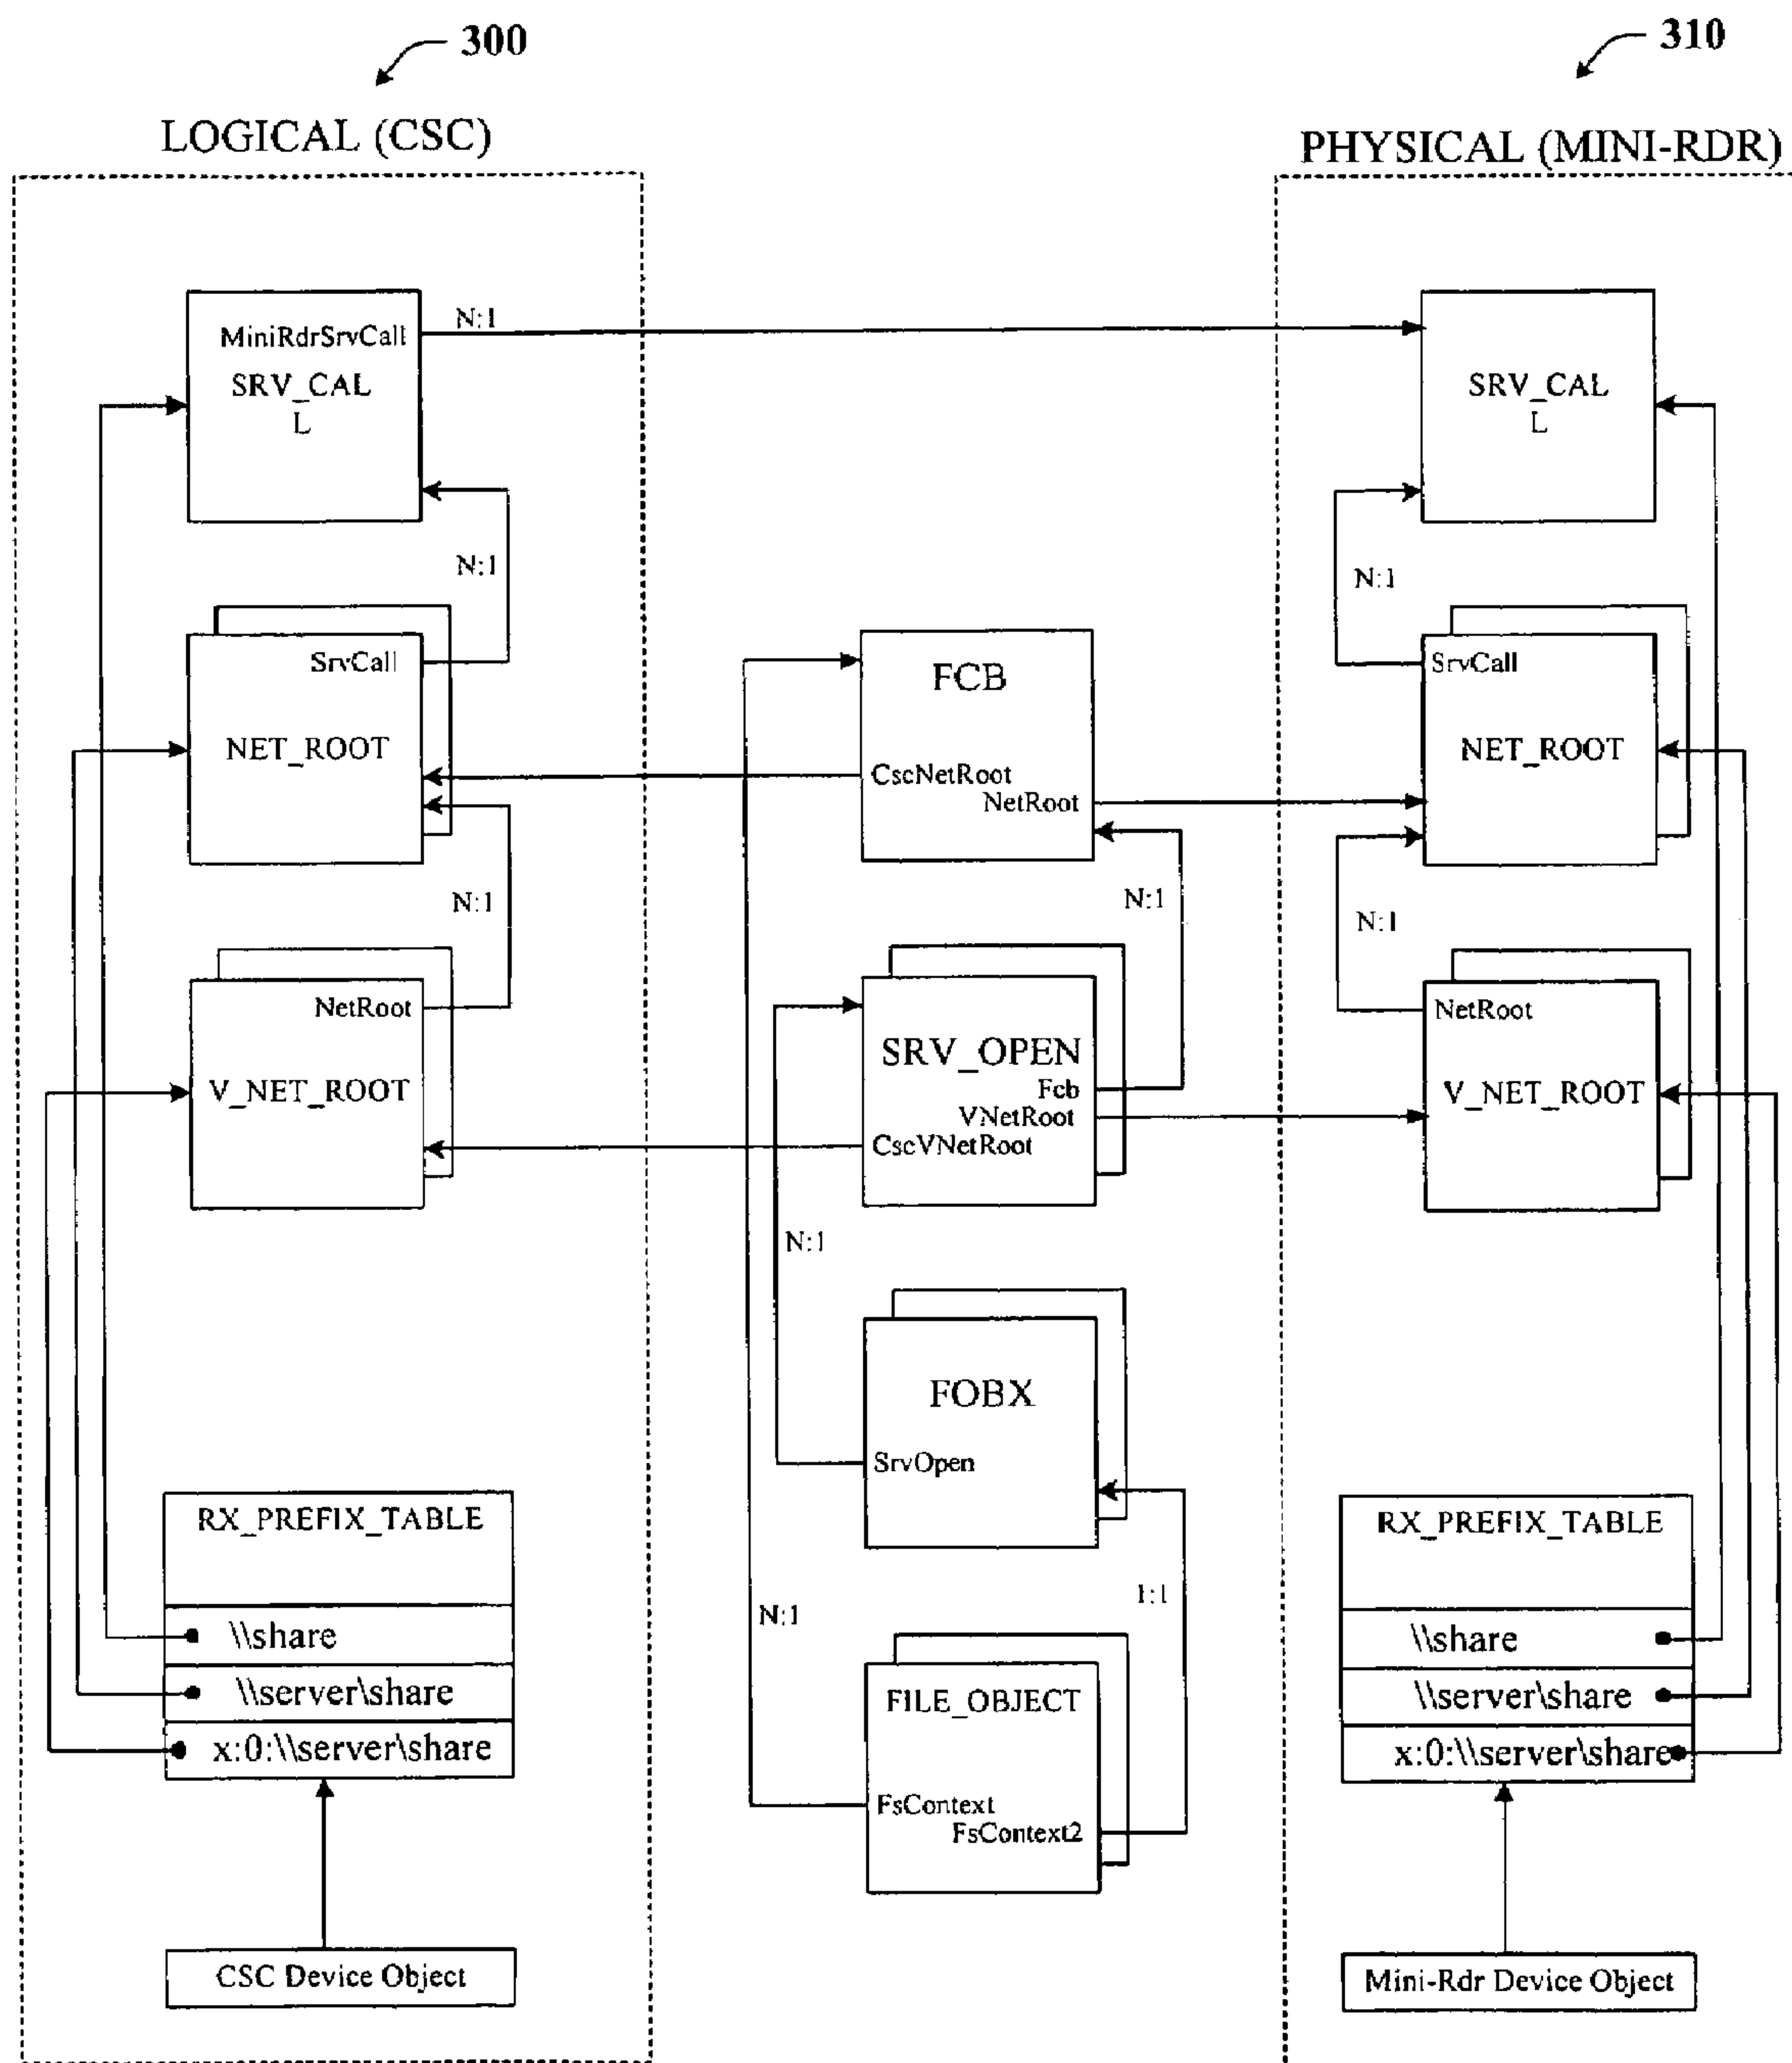 300
310
LOGICAL (CSC)
PHYSICAL (MINI-RDR)
MiniRdrSrvCall
SRV_CAL
L
N:1
SRV_CAL
L
N:1
N:1
SrvCall
NET_ROOT
FCB
CscNetRoot
NetRoot
SrvCall
NET_ROOT
N:1
N:1
N:1
NetRoot
V_NET_ROOT
SRV_OPEN
Fcb
VNetRoot
CscVNetRoot
NetRoot
V_NET_ROOT
N:1
FOBX
SrvOpen
RX_PREFIX_TABLE
\\share
\\server\share
x:0:\\server\share
N:1
1:1
FILE_OBJECT
FsContext
FsContext2
RX_PREFIX_TABLE
\\share
\\server\share
x:0:\\server\share
CSC Device Object
Mini-Rdr Device Object